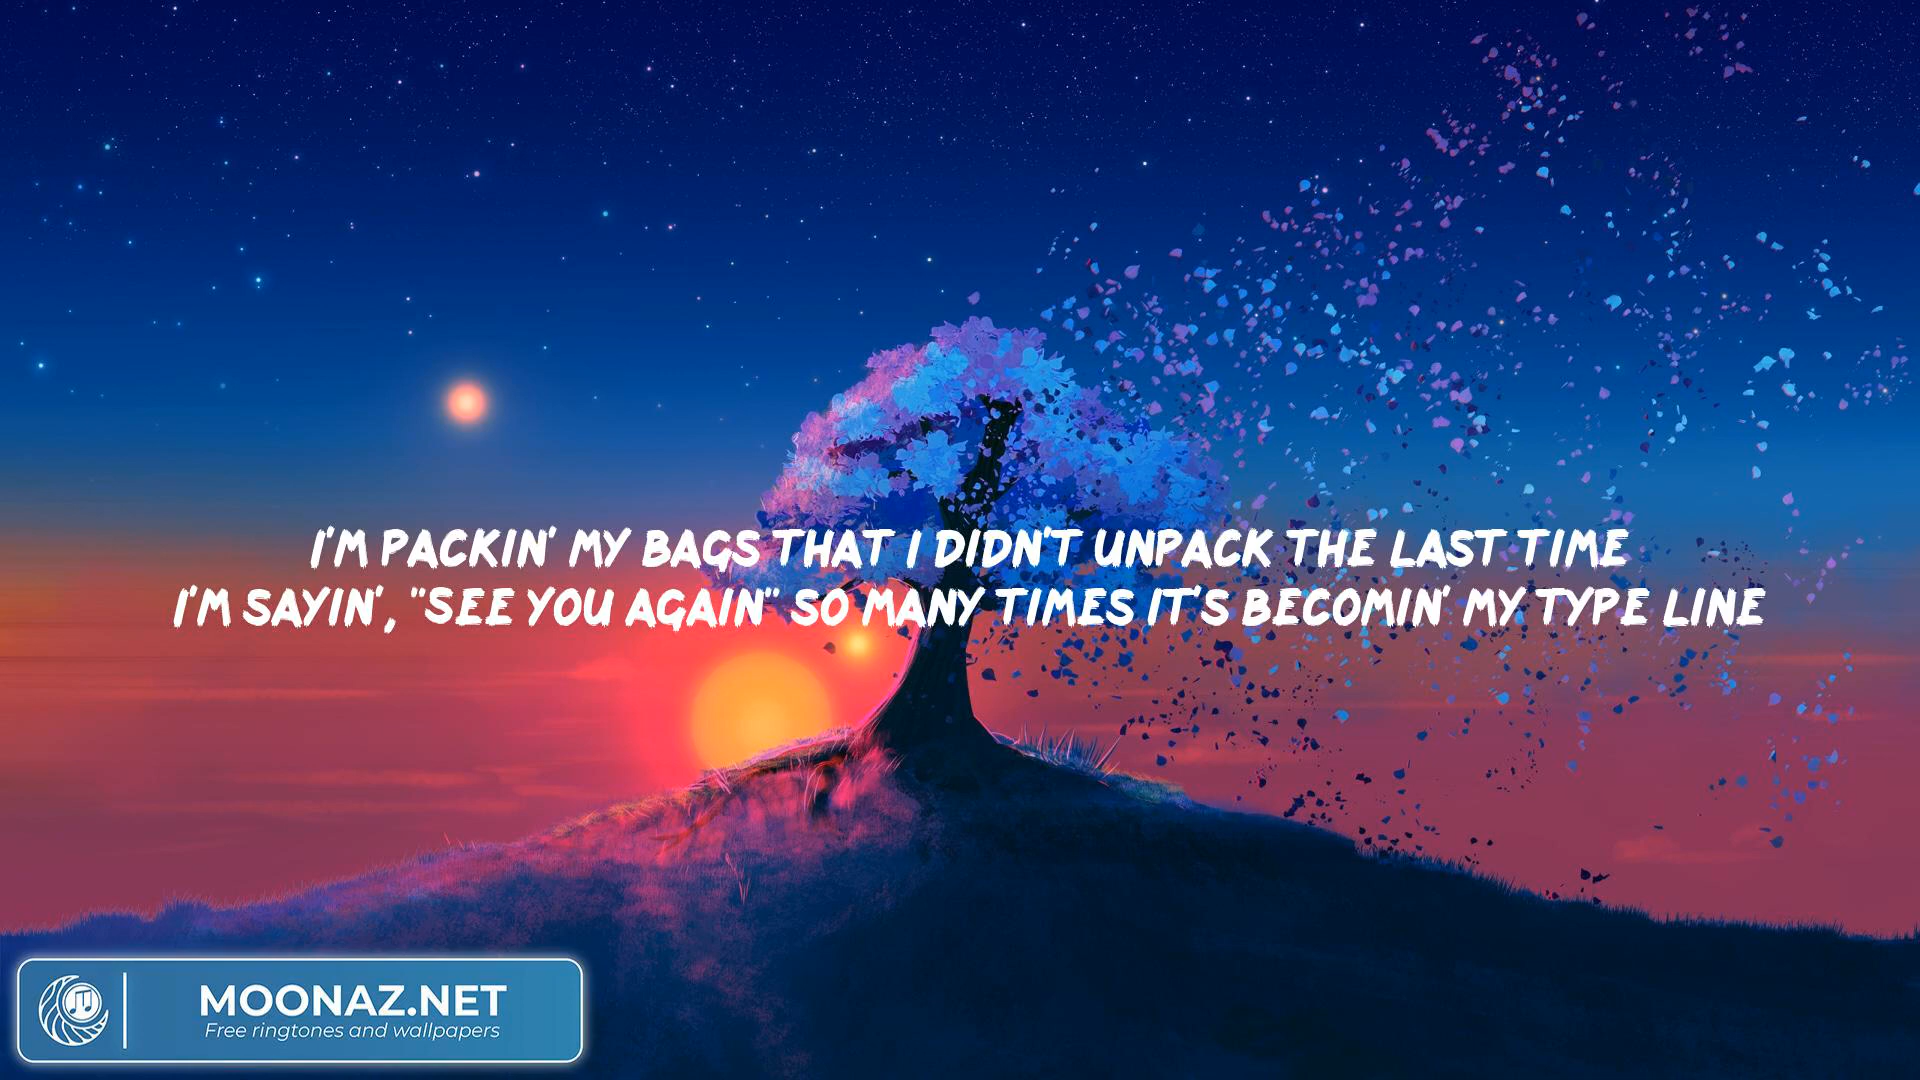 I'M PACKIN' MY BAGS THAT I DIDN'T UNPACK THE LAST TIME
I'M SAYIN', "SEE YOU AGAIN" SO MANY TIMES IT'S BECOMIN' MY TYPE LINE
MOONAZ.NET
Free ringtones and wallpapers